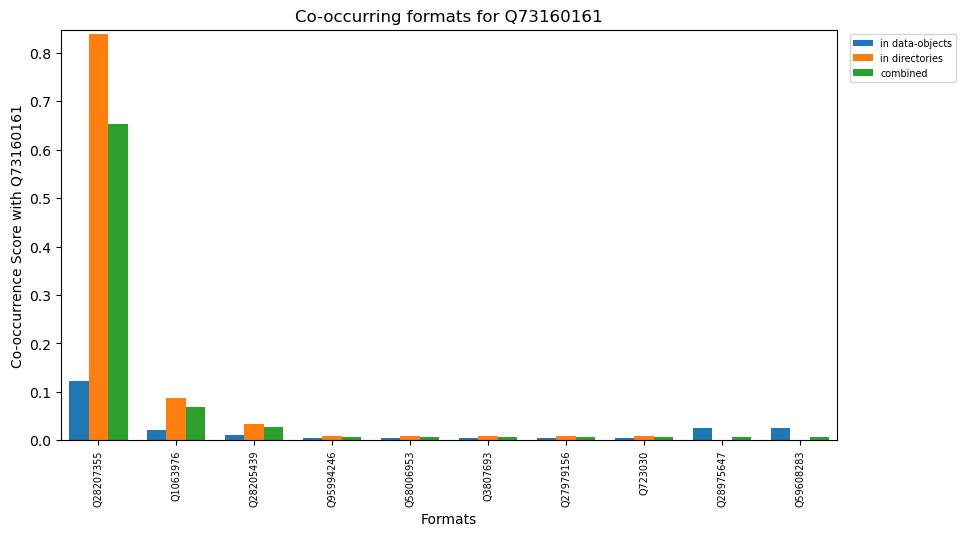 Co-occurring formats for Q73160161
in data-objects
in directories
combined
Co-occurrence Score with Q73160161
0.8
0.7
0.6
0.5
0.4
0.3
0.2
0.1
0.0
Q28207355
Q1063976
Q28205439
Q95994246
Q58006953
Q3807693
Q27979156
Q723030
Q28975647
Q59608283
Formats